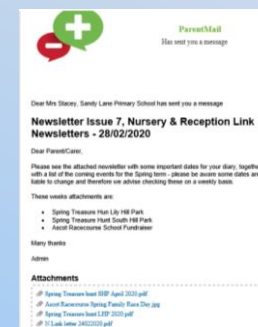 ParentMail
Has sent you a message
Dear Mrs Stacey, Sandy Lane Primary School has sent you a message
Newsletter Issue 7, Nursery & Reception Link
Newsletters - 28/02/2020
Dear Parent/Carer,
Please see the attached newsletter with some important dates for your diary, together
with a list of the coming events for the Spring term - please be aware some dates are
liable to change and therefore we advise checking these on a weekly basis.
These weeks attachments are:
Spring Treasure Hun Lily Hill Park
Spring Treasure Hunt South Hill Park
Ascot Racecourse School Fundraiser
Many thanks
Admin
Attachments
Spring Treasure hunt SHP April 2020.pdf
Ascot Racecourse Spring Family Race Day.jpg
Spring Treasure hunt LHP 2020.pdf
N Link letter 24022020.pdf